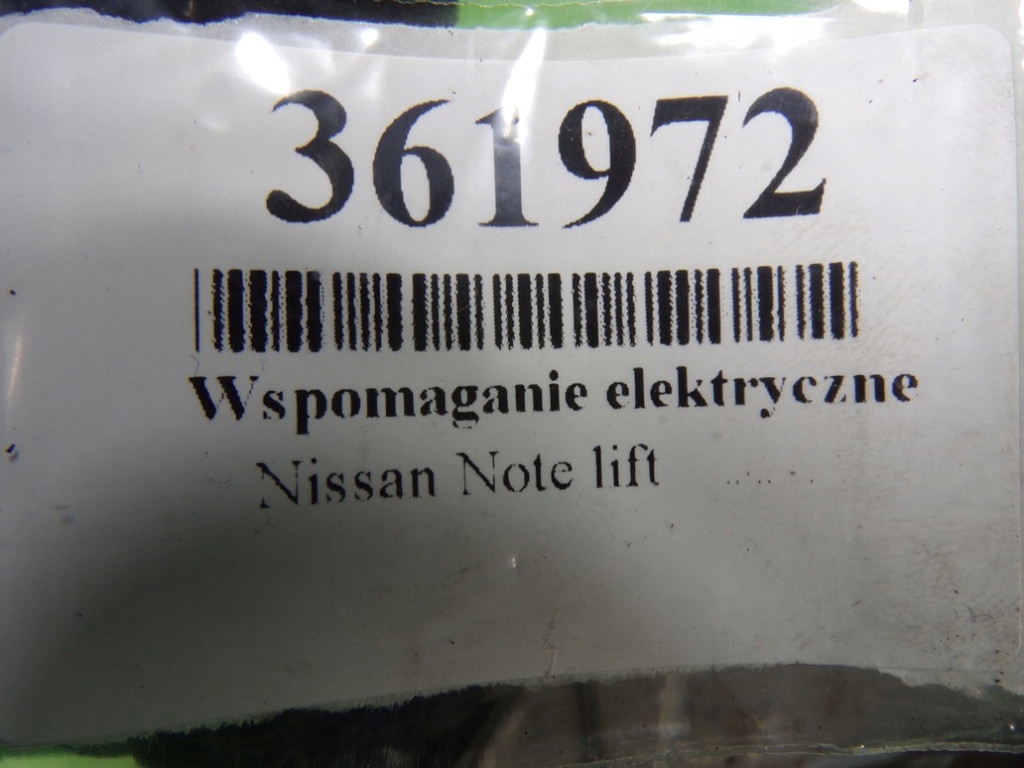 361972
Wspomaganie elektryczne
Nissan Note lift